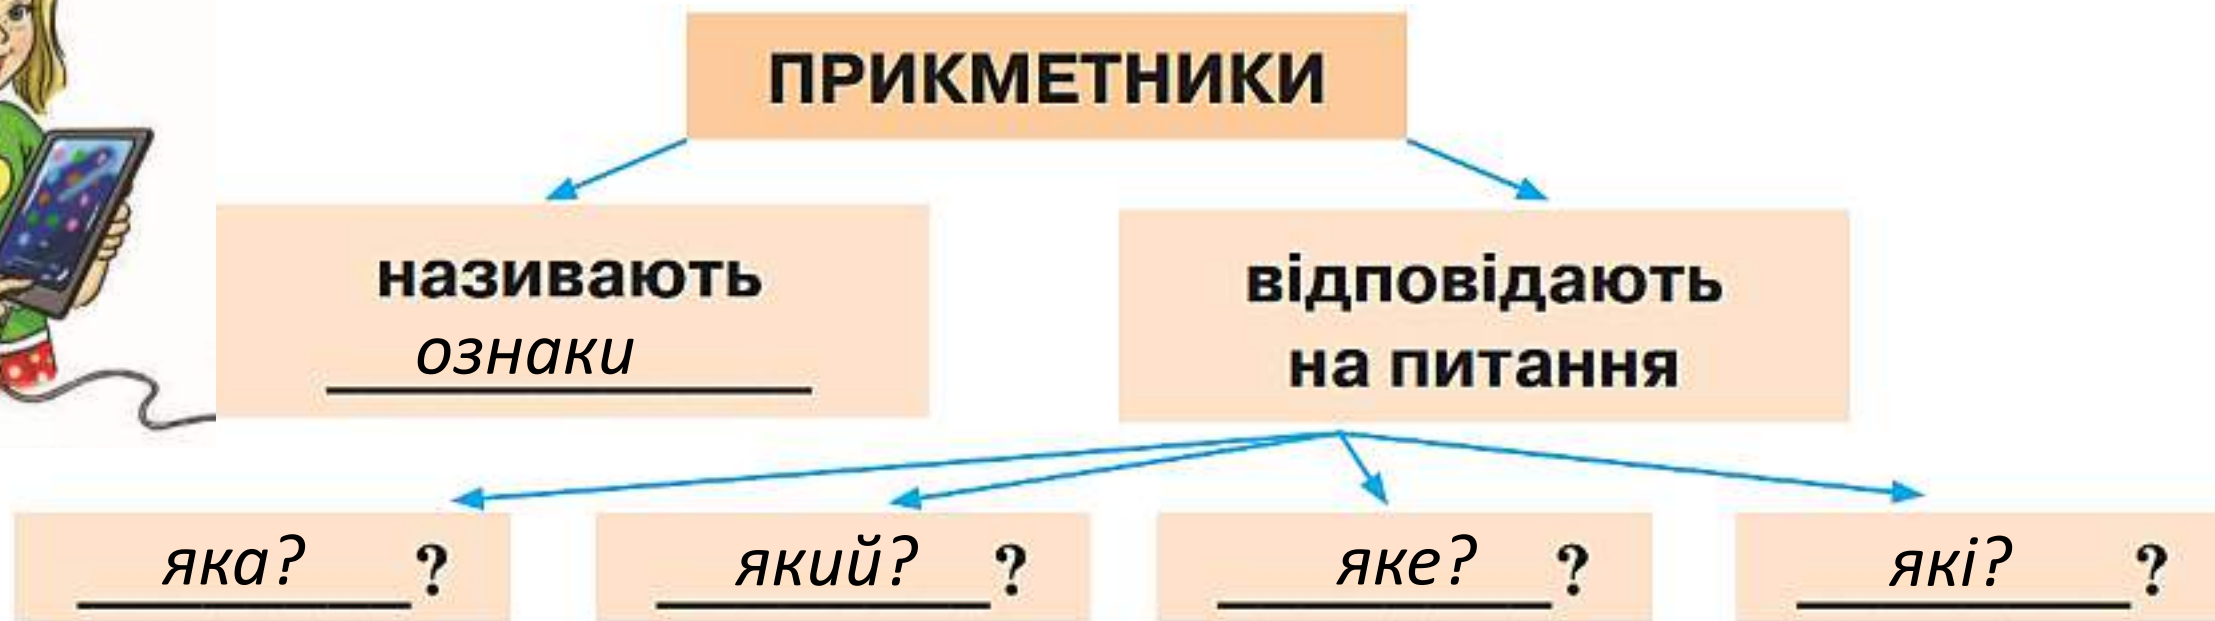 ПРИКМЕТНИКИ
називають
ознаки
відповідають
на питання
яка? ?
який? ?
яке? ?
які? ?